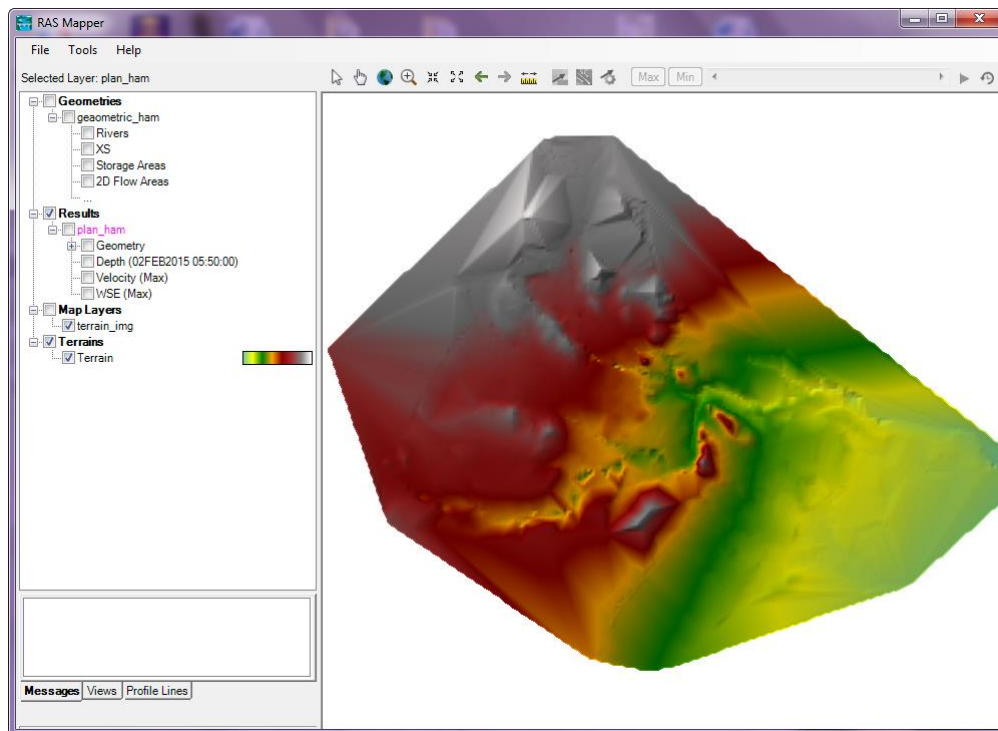 RAS Mapper
File Tools Help
Selected Layer: plan_ham
Max Min
Geometries
geaometric_ham
Rivers
XS
Storage Areas
2D Flow Areas
...
Results
plan_ham
Geometry
Depth (02FEB2015 05:50:00)
Velocity (Max)
WSE (Max)
Map Layers
terrain_img
Terrains
Terrain
Messages Views Profile Lines